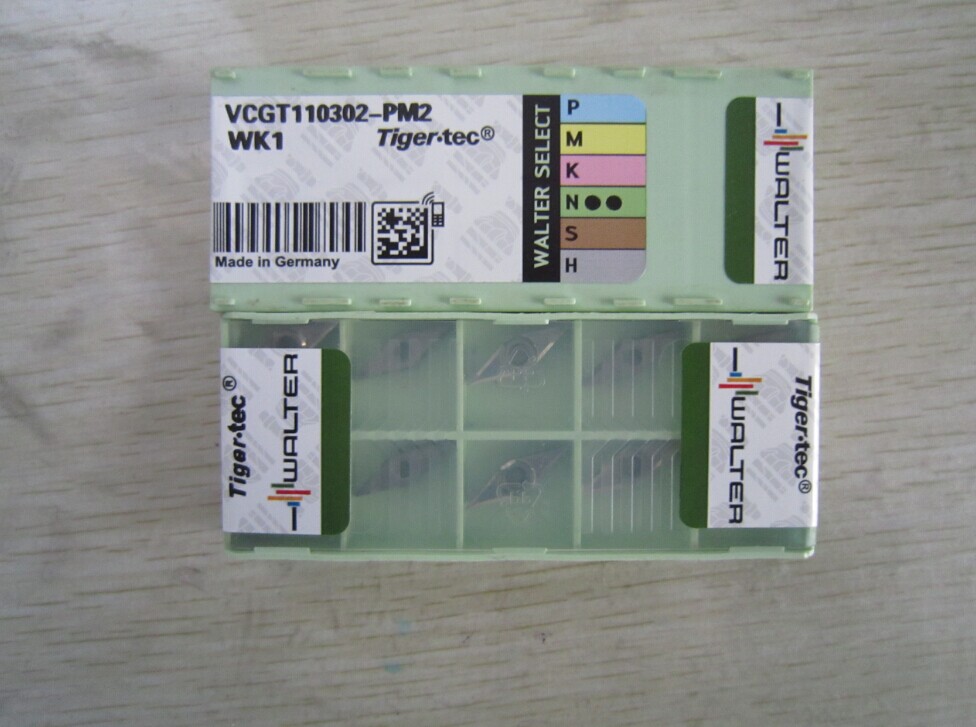 VCGT110302-PM2
WK1
Tiger·tec®
Made in Germany
WALTER SELECT
P
M
K
N
S
H
WALTER
Tiger·tec®
WALTER
WALTER
Tiger·tec®